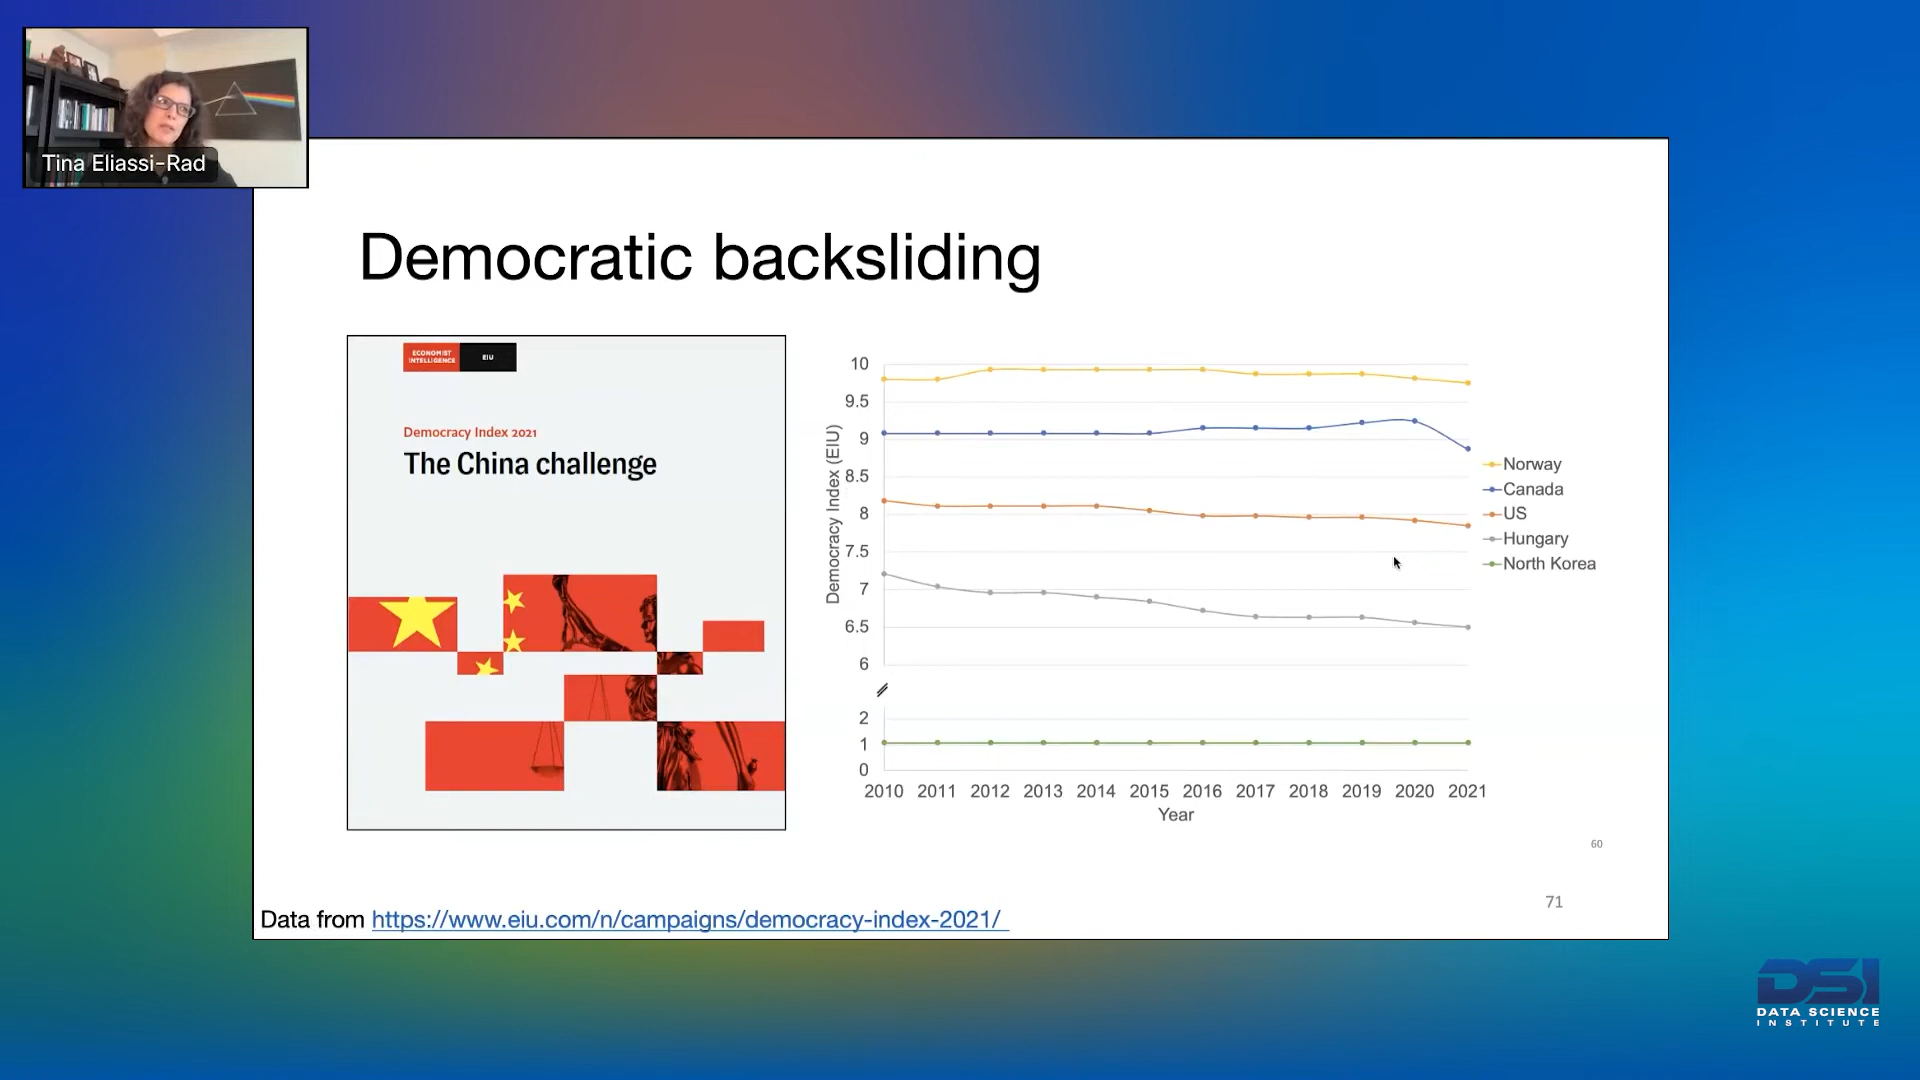 Tina Eliassi-Rad
Democratic backsliding
ECONOMIST
INTELLIGENCE
EIU
Democracy Index 2021
The China challenge
Democracy Index (EIU)
10
9.5
9
8.5
8
7.5
7
6.5
6
2
1
0
2010 2011 2012 2013 2014 2015 2016 2017 2018 2019 2020 2021
Year
Norway
Canada
US
Hungary
North Korea
60
71
Data from https://www.eiu.com/n/campaigns/democracy-index-2021/
DSI
DATA SCIENCE
INSTITUTE